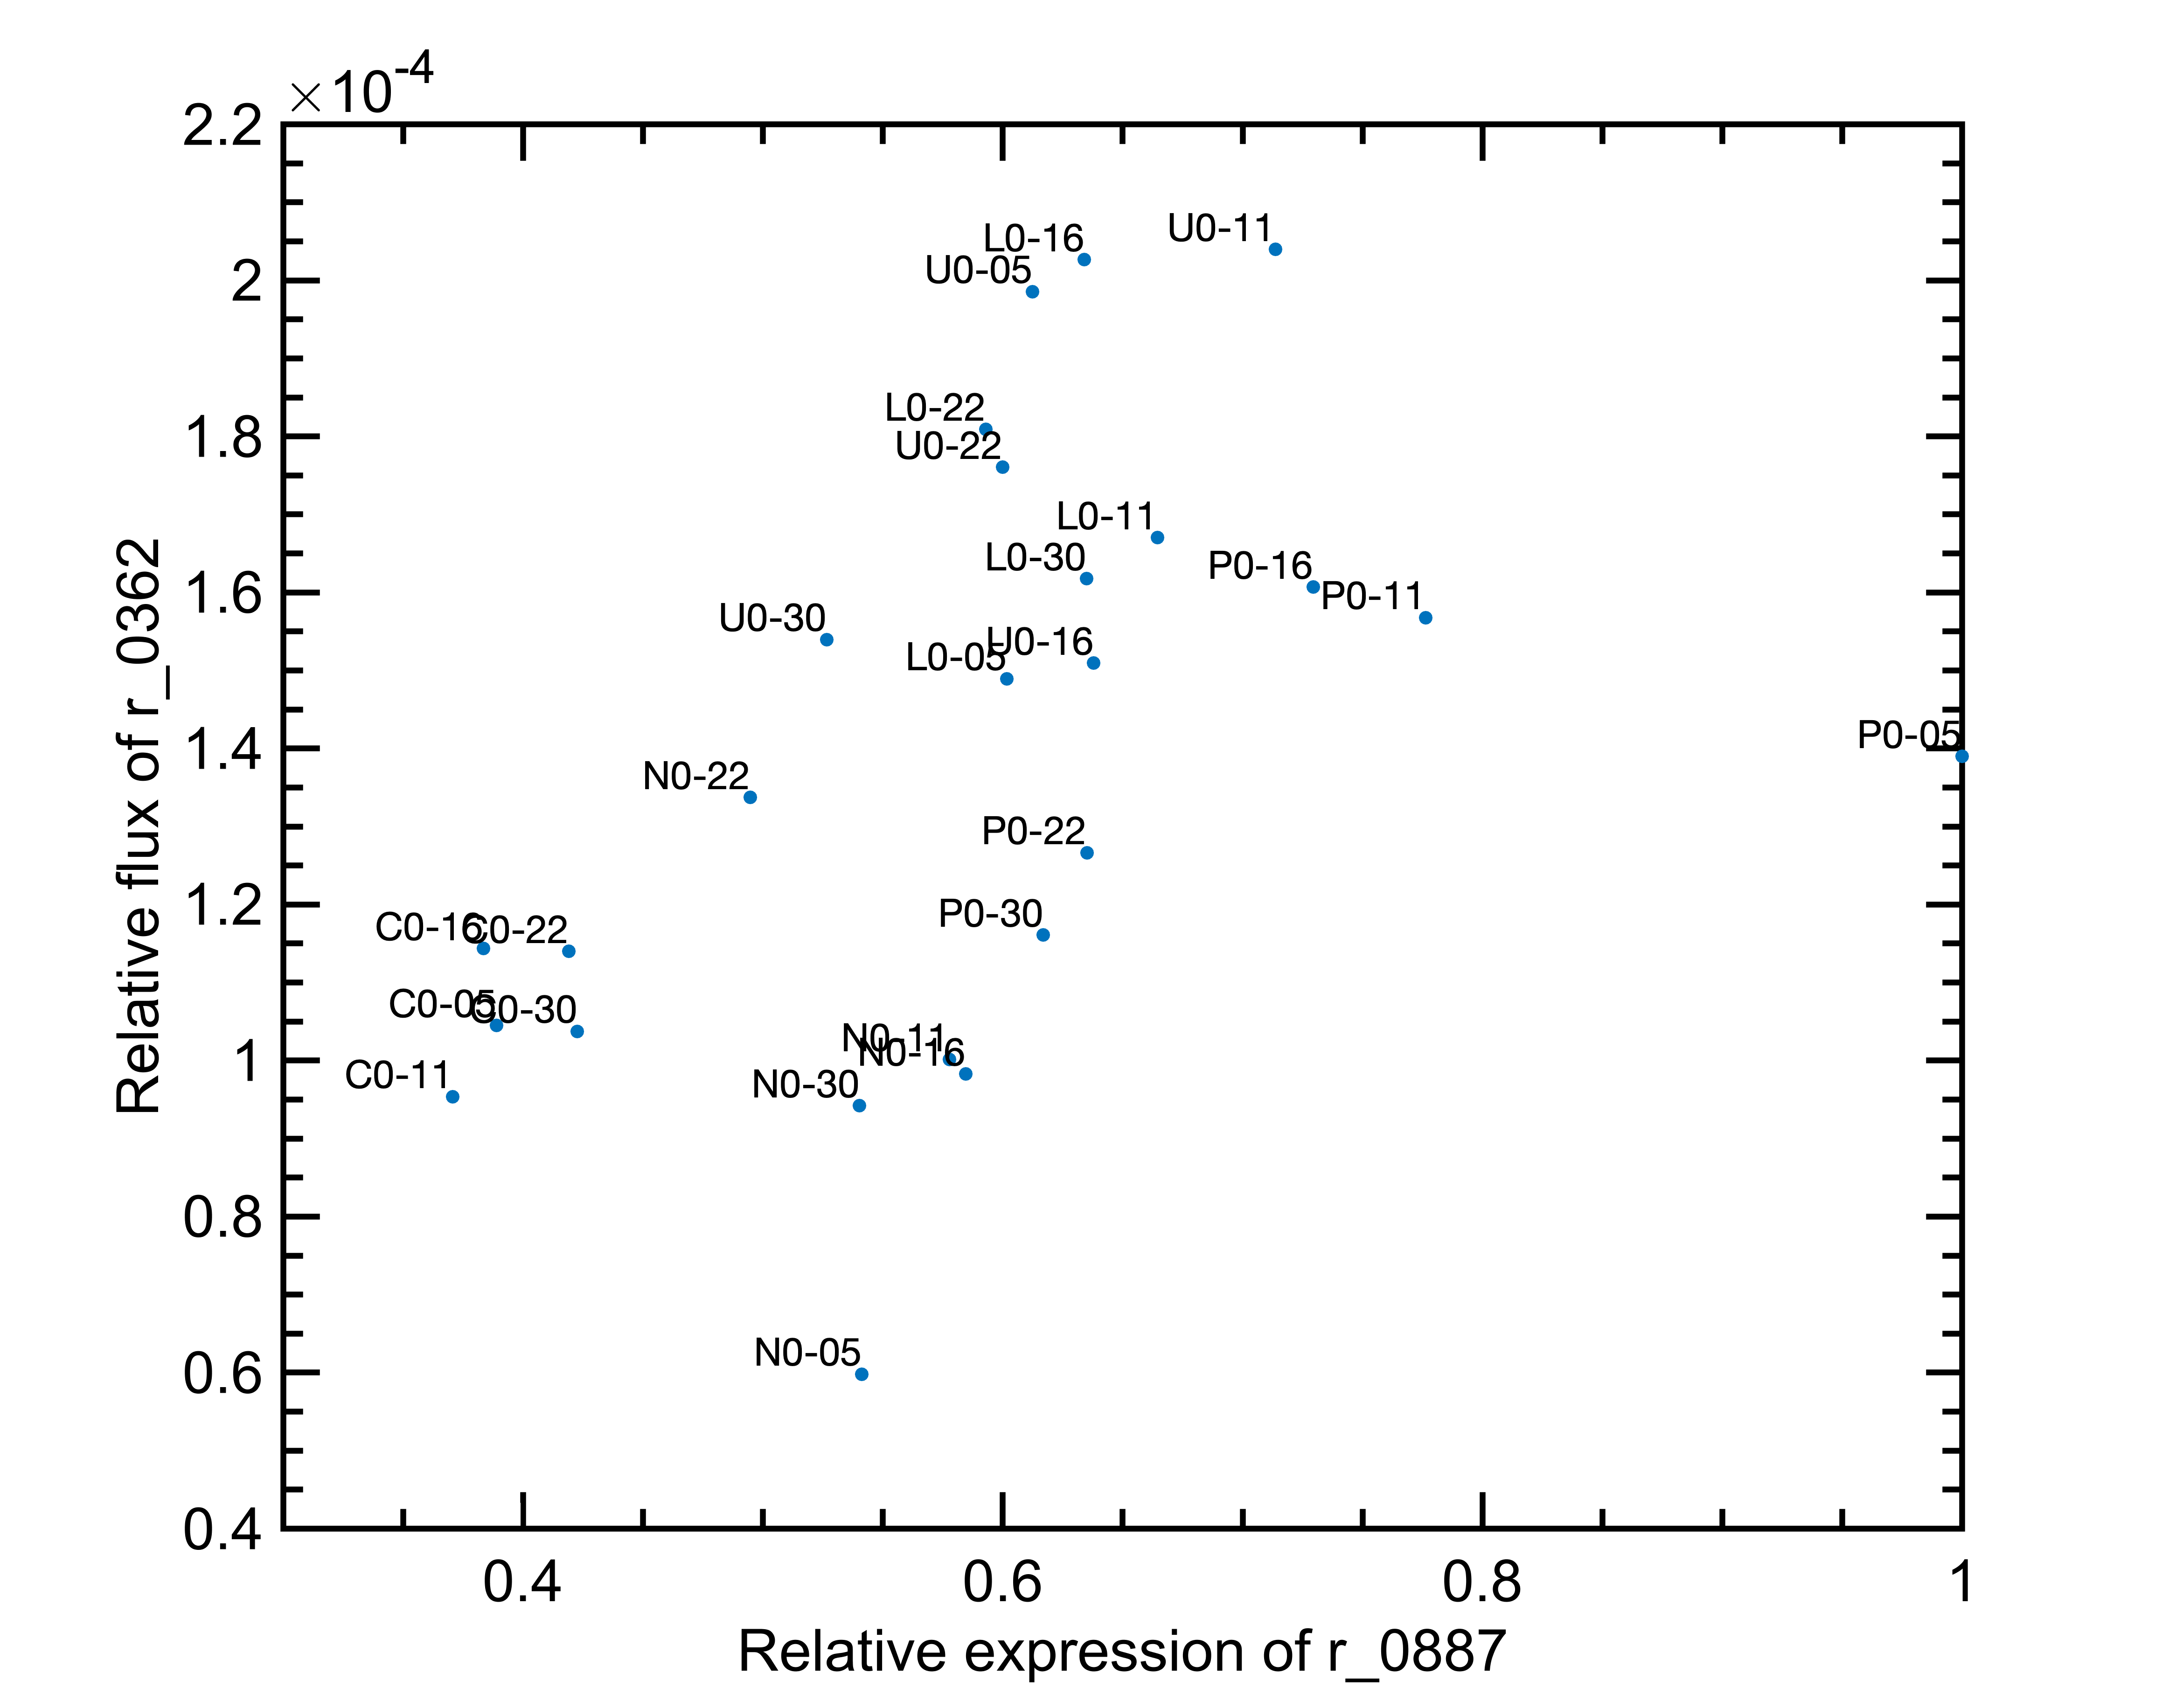 ×10-4
2.2
2
1.8
1.6
1.4
1.2
1
0.8
0.6
0.4
0.4
0.6
0.8
1
Relative flux of r_0362
Relative expression of r_0887
U0-11
L0-16
U0-05
L0-22
U0-22
L0-11
L0-30
P0-16
P0-11
U0-30
U0-16
L0-05
P0-05
N0-22
P0-22
P0-30
C0-16
C0-22
C0-05
C0-30
C0-11
N0-11
N0-16
N0-30
N0-05